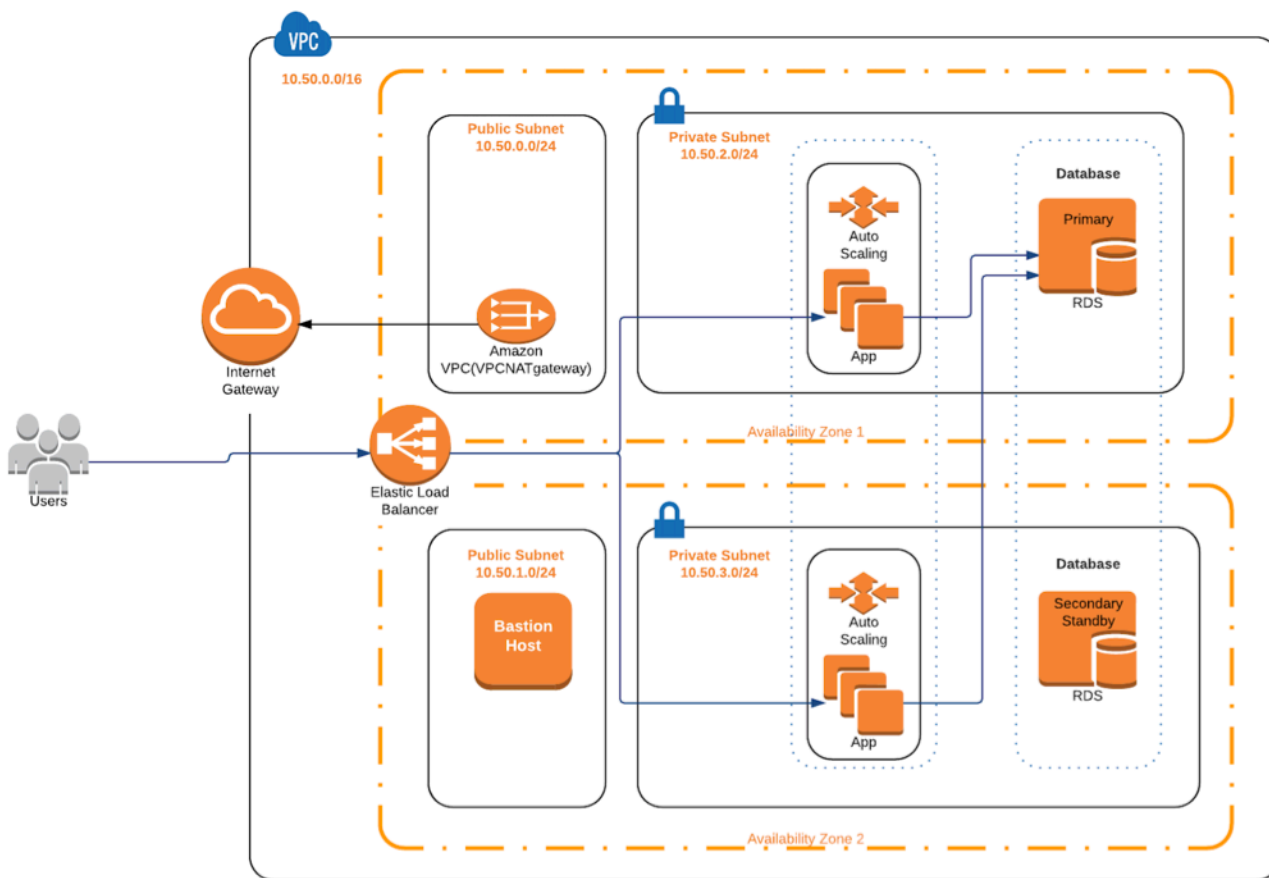 VPC
10.50.0.0/16
Public Subnet
10.50.0.0/24
Private Subnet
10.50.2.0/24
Database
Primary
RDS
Auto
Scaling
App
Amazon
VPC(VPCNATgateway)
Internet
Gateway
Availability Zone 1
Users
Elastic Load
Balancer
Public Subnet
10.50.1.0/24
Bastion
Host
Private Subnet
10.50.3.0/24
Auto
Scaling
App
Database
Secondary
Standby
RDS
Availability Zone 2